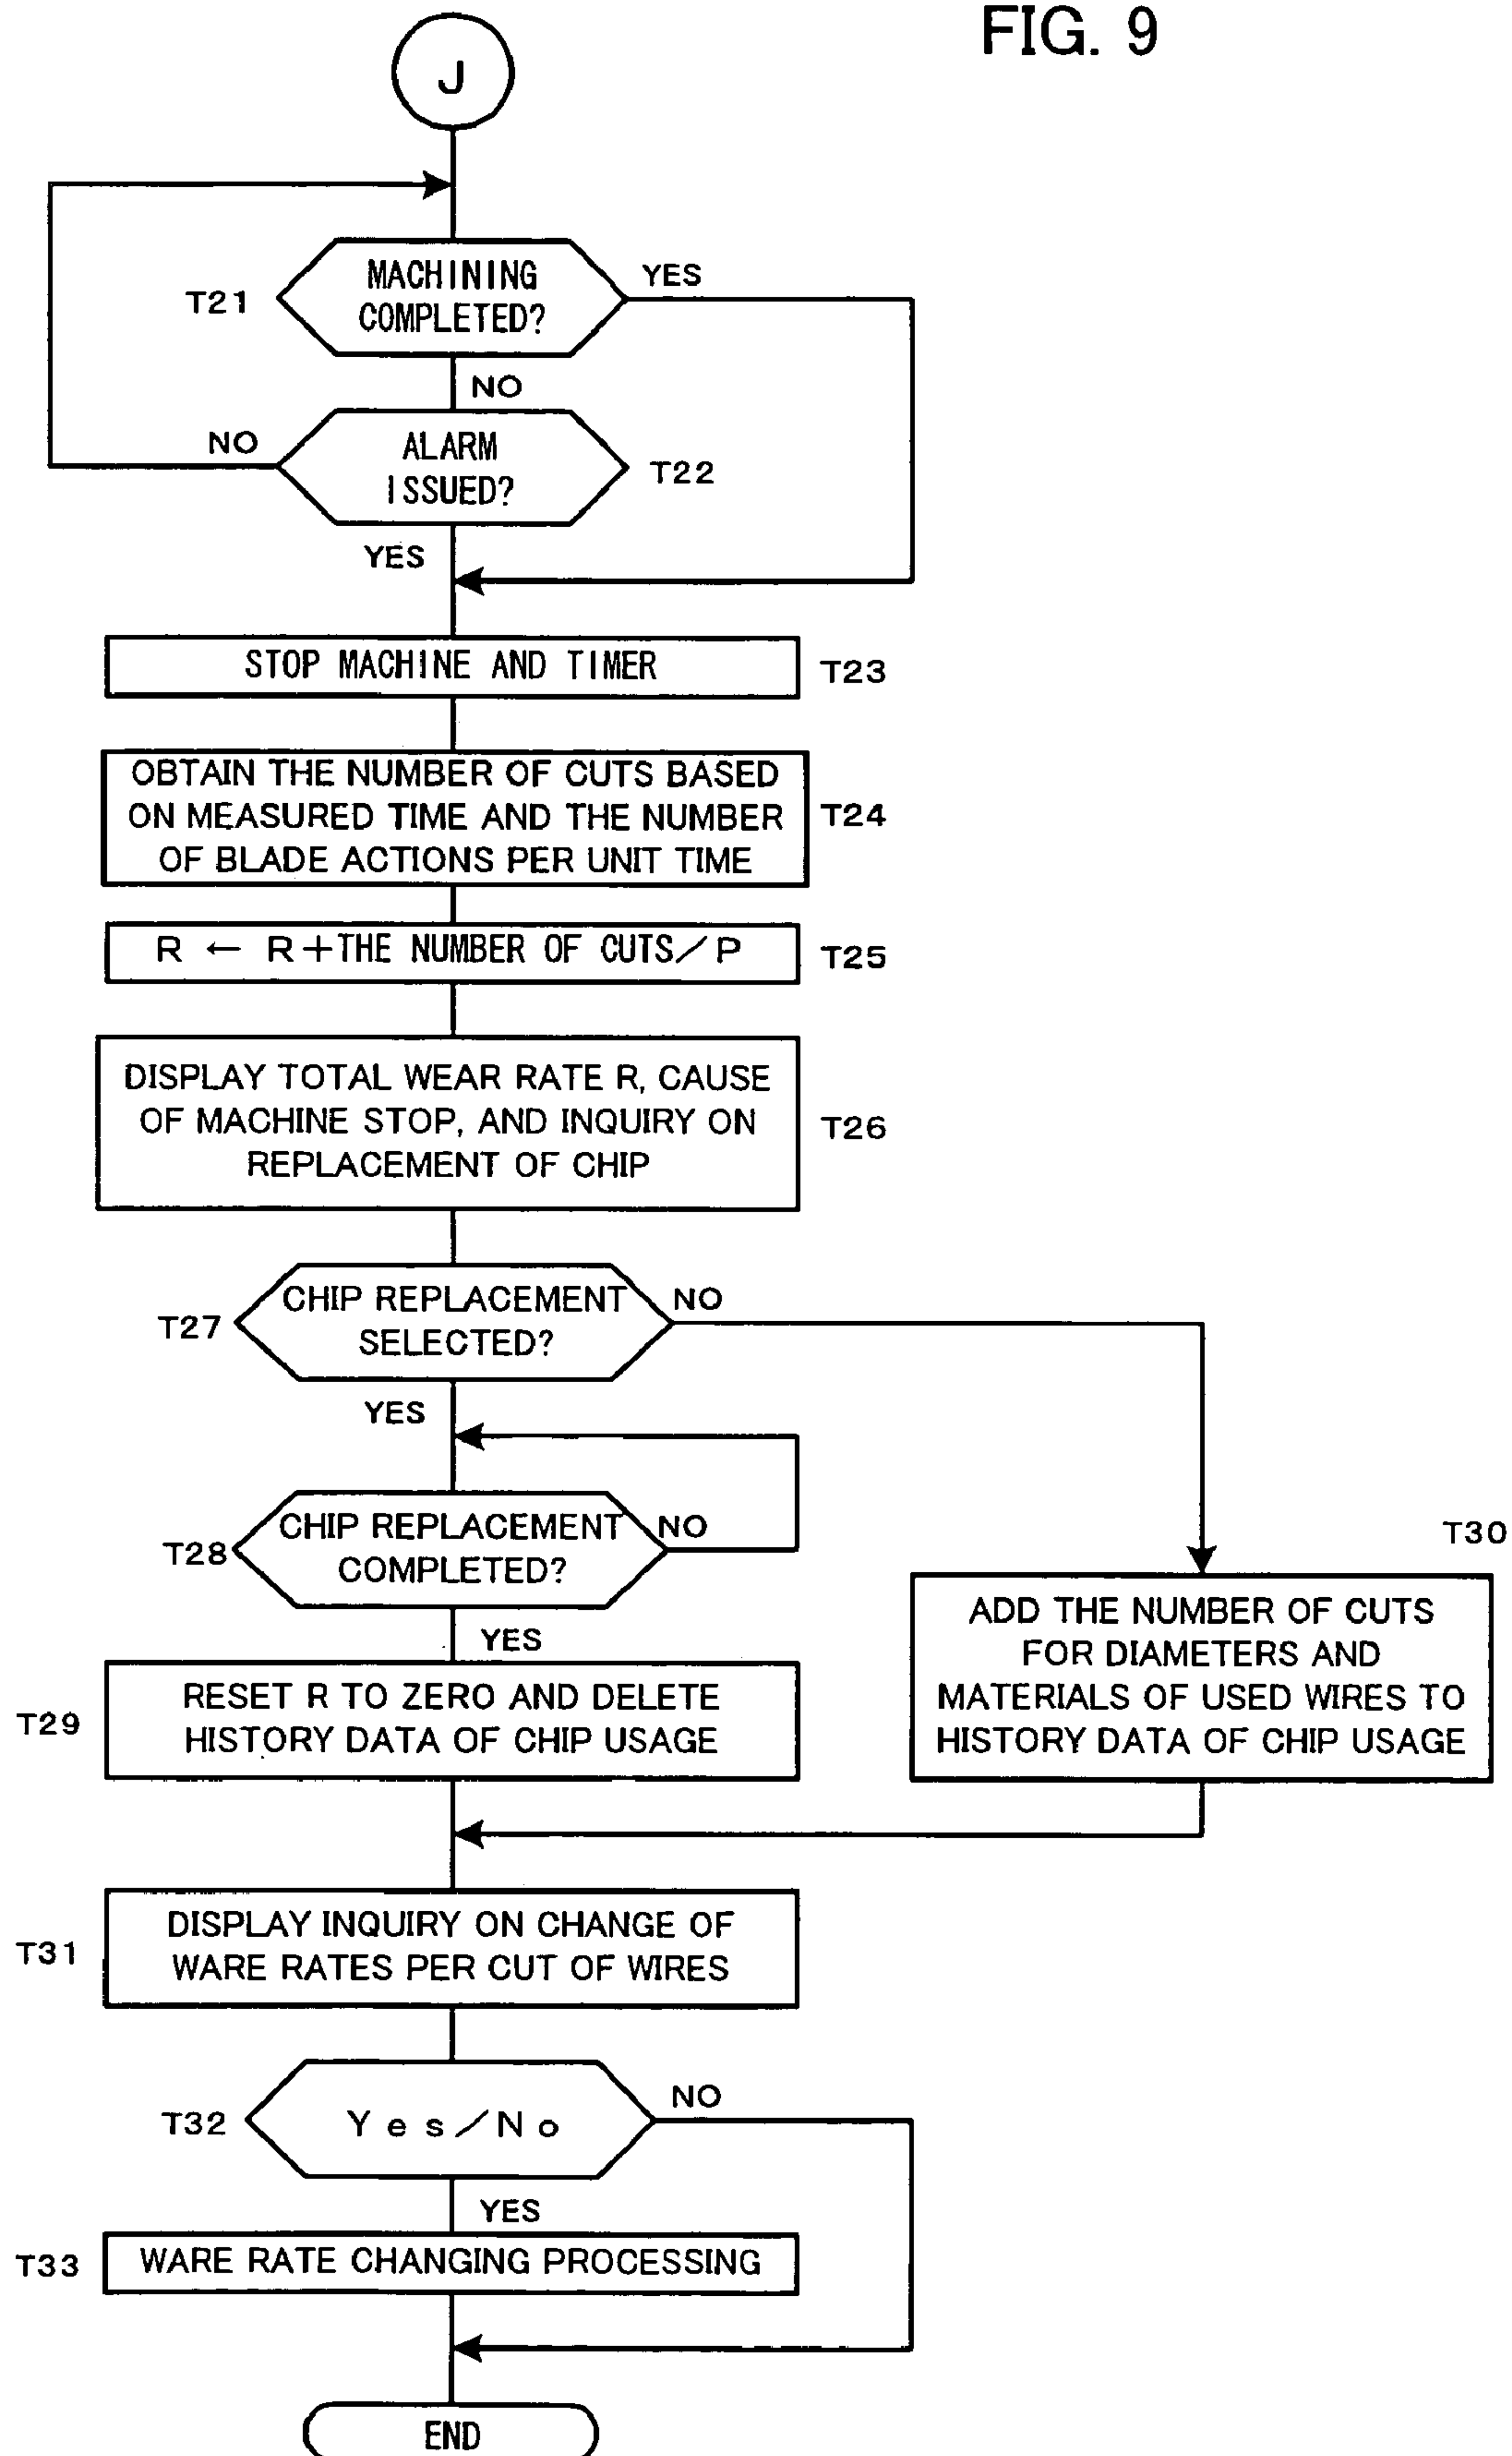 FIG. 9
J
MACHINING
COMPLETED?
T21
YES
NO
ALARM
ISSUED?
T22
NO
YES
STOP MACHINE AND TIMER
T23
OBTAIN THE NUMBER OF CUTS BASED
ON MEASURED TIME AND THE NUMBER
OF BLADE ACTIONS PER UNIT TIME
T24
R ← R+THE NUMBER OF CUTS/P
T25
DISPLAY TOTAL WEAR RATE R, CAUSE
OF MACHINE STOP, AND INQUIRY ON
REPLACEMENT OF CHIP
T26
CHIP REPLACEMENT
SELECTED?
T27
NO
YES
CHIP REPLACEMENT
COMPLETED?
T28
NO
YES
RESET R TO ZERO AND DELETE
HISTORY DATA OF CHIP USAGE
T29
T30
ADD THE NUMBER OF CUTS
FOR DIAMETERS AND
MATERIALS OF USED WIRES TO
HISTORY DATA OF CHIP USAGE
DISPLAY INQUIRY ON CHANGE OF
WARE RATES PER CUT OF WIRES
T31
T32
Yes/No
NO
YES
T33
WARE RATE CHANGING PROCESSING
END